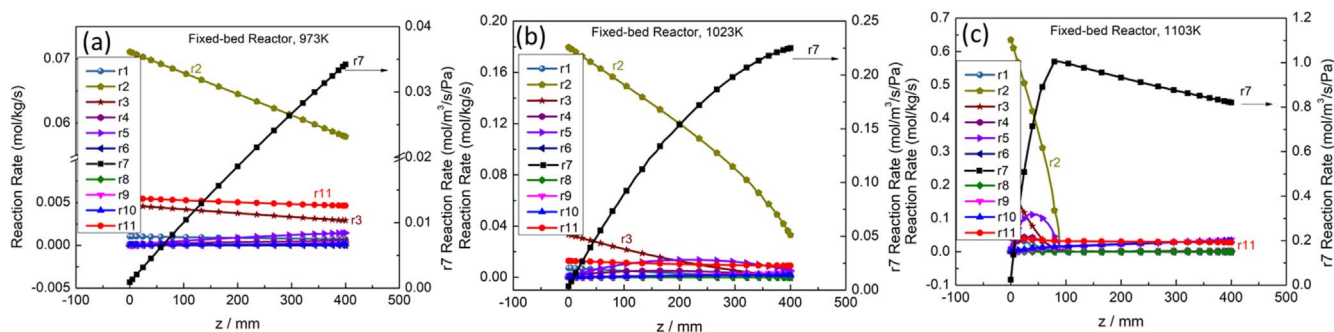 (a)
Fixed-bed Reactor, 973K
r7
r2
r1
r2
r3
r4
r5
r6
r7
r8
r9
r10
r11
r11
r3
0.07
0.06
0.005
0.000
-0.005
0.04
0.03
0.02
0.01
0.00
-100
0
100
200
300
400
500
z / mm
Reaction Rate (mol/kg/s)
r7 Reaction Rate (mol/m³/s/Pa)
(b)
Fixed-bed Reactor, 1023K
r7
r2
r1
r2
r3
r4
r5
r6
r7
r8
r9
r10
r11
r3
0.20
0.16
0.12
0.08
0.04
0.00
0.25
0.20
0.15
0.10
0.05
0.00
-100
0
100
200
300
400
500
z / mm
Reaction Rate (mol/kg/s)
r7 Reaction Rate (mol/m³/s/Pa)
(c)
Fixed-bed Reactor, 1103K
r7
r2
r1
r2
r3
r4
r5
r6
r7
r8
r9
r10
r11
r11
0.7
0.6
0.5
0.4
0.3
0.2
0.1
0.0
-0.1
1.2
1.0
0.8
0.6
0.4
0.2
0.0
-100
0
100
200
300
400
500
z / mm
Reaction Rate (mol/kg/s)
r7 Reaction Rate (mol/m³/s/Pa)